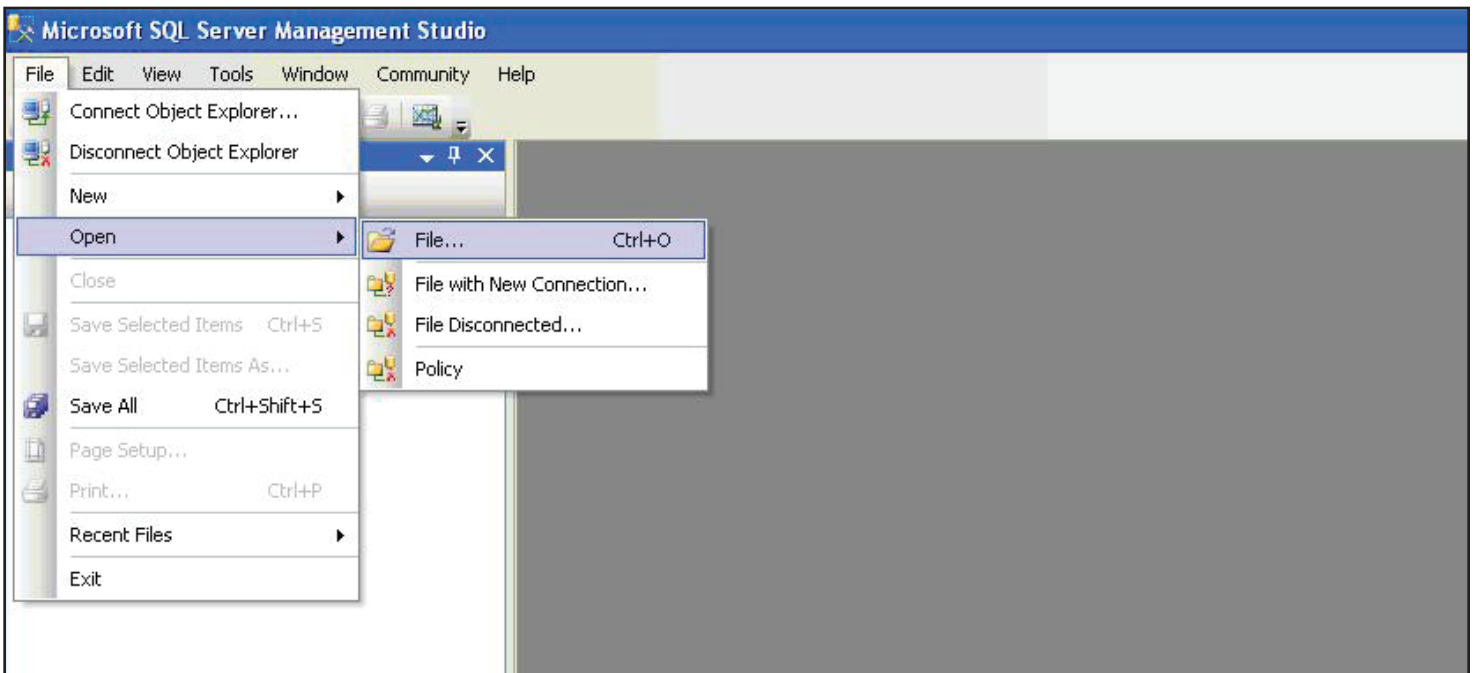 Microsoft SQL Server Management Studio
File Edit View Tools Window Community Help
Connect Object Explorer...
Disconnect Object Explorer
New
Open
File... Ctrl+O
Close
File with New Connection...
Save Selected Items Ctrl+S
File Disconnected...
Save Selected Items As...
Policy
Save All Ctrl+Shift+S
Page Setup...
Print... Ctrl+P
Recent Files
Exit